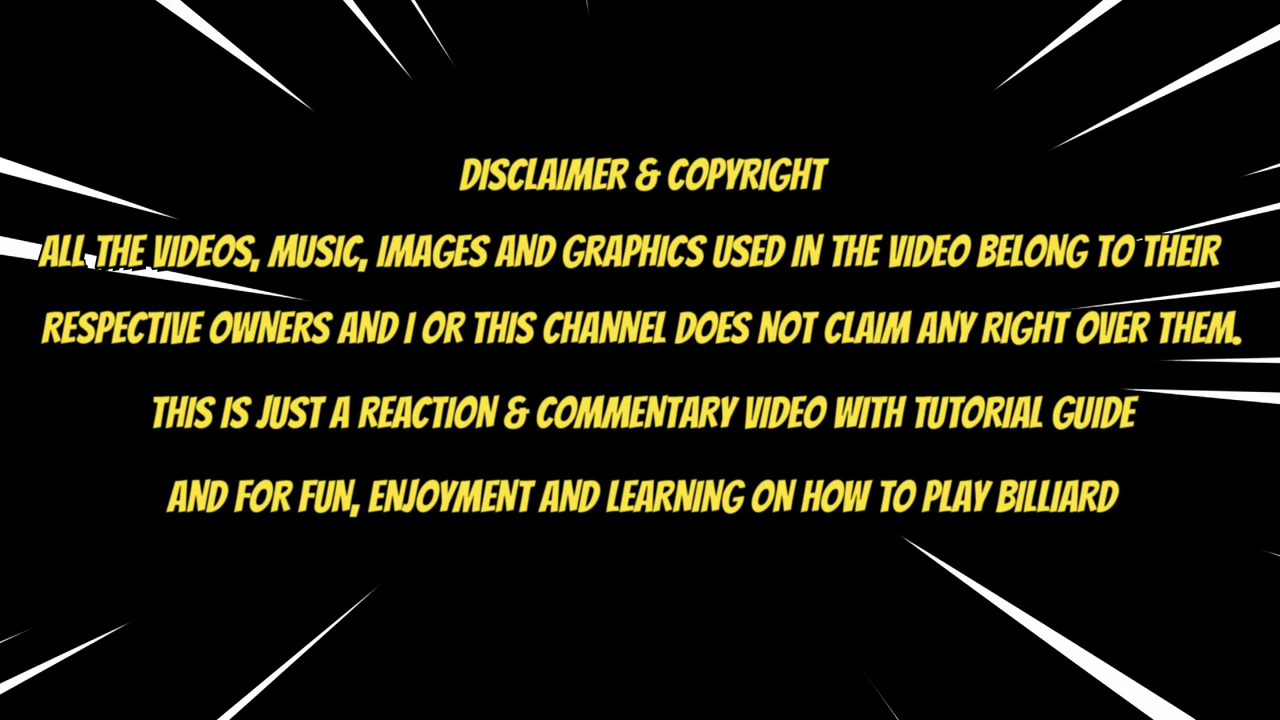 DISCLAIMER & COPYRIGHT
ALL THE VIDEOS, MUSIC, IMAGES AND GRAPHICS USED IN THE VIDEO BELONG TO THEIR
RESPECTIVE OWNERS AND I OR THIS CHANNEL DOES NOT CLAIM ANY RIGHT OVER THEM.
THIS IS JUST A REACTION & COMMENTARY VIDEO WITH TUTORIAL GUIDE
AND FOR FUN, ENJOYMENT AND LEARNING ON HOW TO PLAY BILLIARD